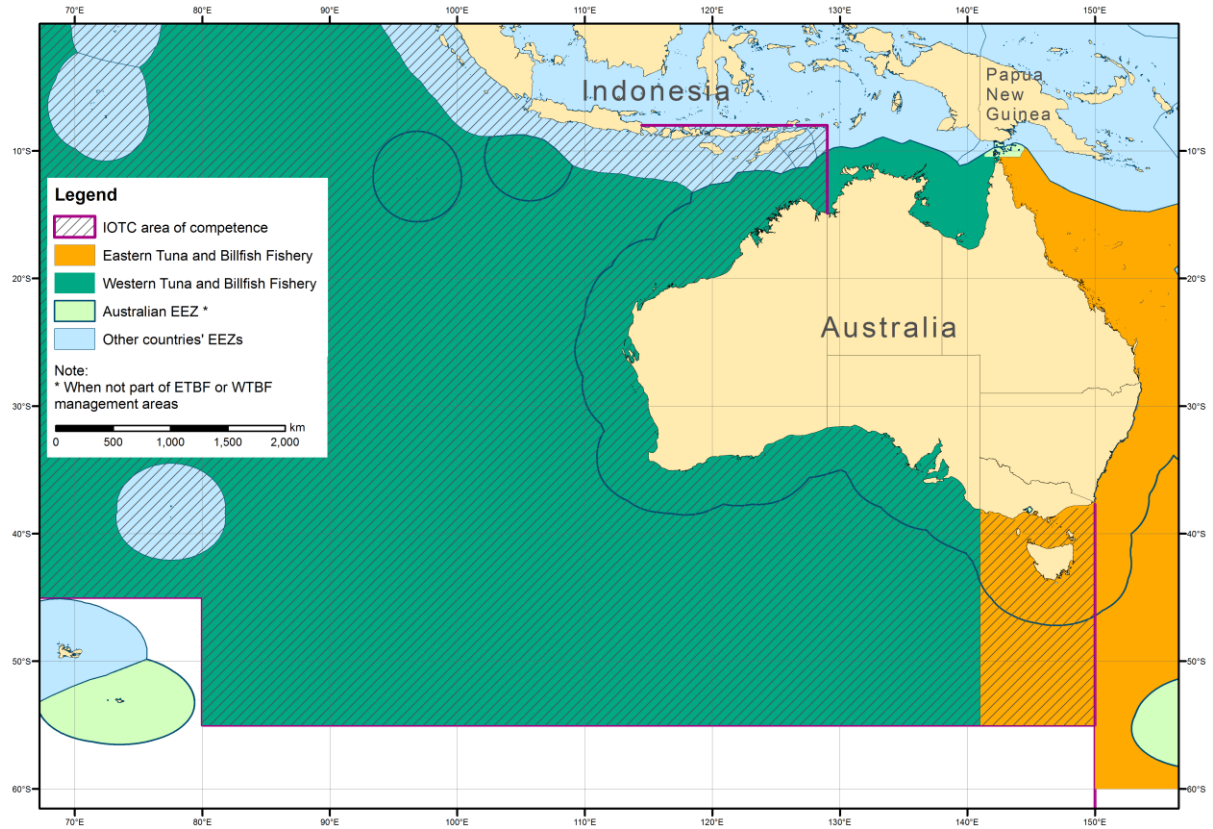 70°E 80°E 90°E 100°E 110°E 120°E 130°E 140°E 150°E
Indonesia
Papua
New
Guinea
10°S 10°S
Legend
IOTC area of competence
Eastern Tuna and Billfish Fishery
Western Tuna and Billfish Fishery
Australian EEZ *
Other countries' EEZs
Note:
* When not part of ETBF or WTBF
management areas
km
0 500 1,000 1,500 2,000
20°S 20°S
Australia
30°S 30°S
40°S 40°S
50°S 50°S
60°S 60°S
70°E 80°E 90°E 100°E 110°E 120°E 130°E 140°E 150°E